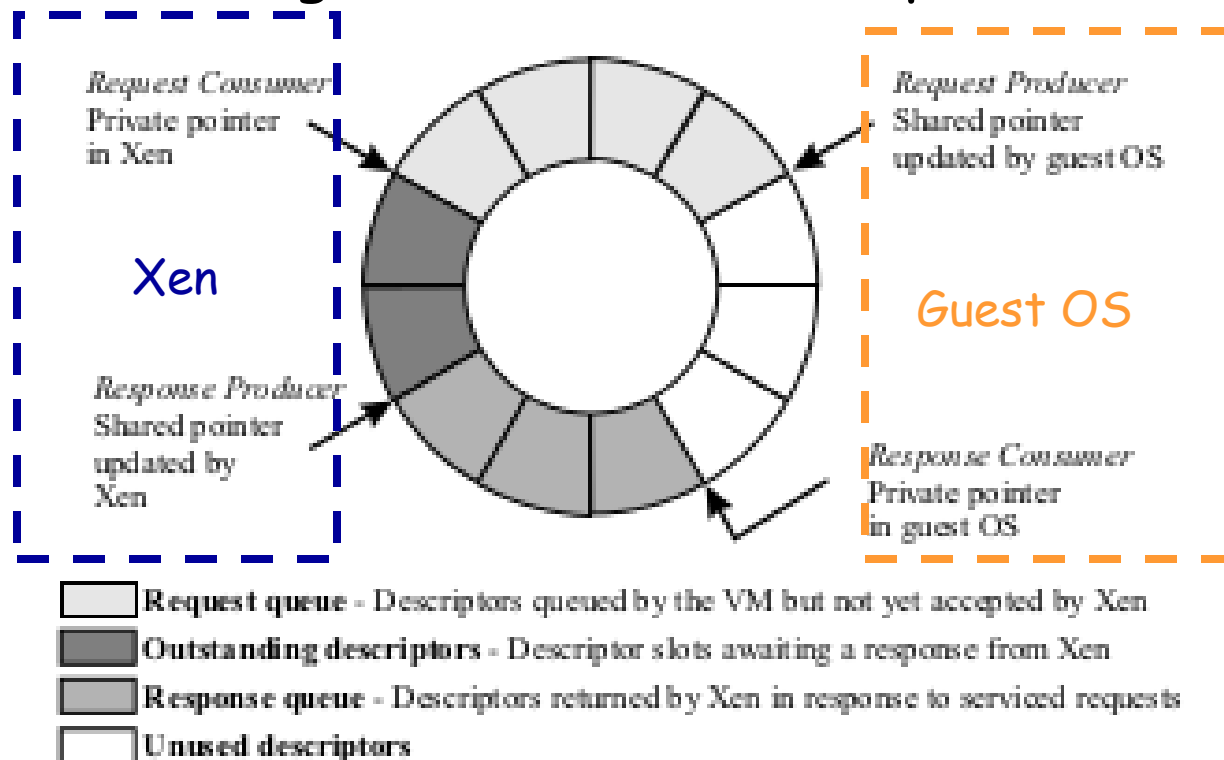 Request Consumer
Private pointer
in Xen
Request Producer
Shared pointer
updated by guest OS
Xen
Guest OS
Response Producer
Shared pointer
updated by
Xen
Response Consumer
Private pointer
in guest OS
Request queue - Descriptors queued by the VM but not yet accepted by Xen
Outstanding descriptors - Descriptor slots awaiting a response from Xen
Response queue - Descriptors returned by Xen in response to serviced requests
Unused descriptors